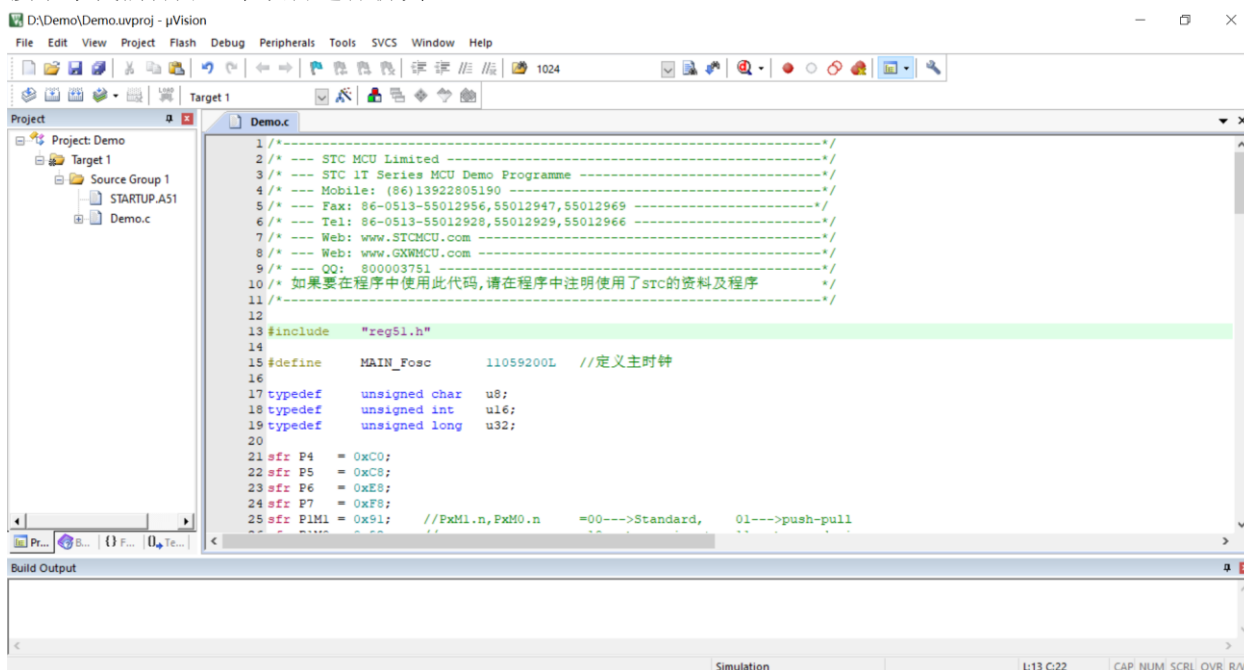 D:\Demo\Demo.uvproj - µVision
File Edit View Project Flash Debug Peripherals Tools SVCS Window Help
1024
Target 1
Project
Project: Demo
Target 1
Source Group 1
STARTUP.A51
Demo.c
Pr... B... {} F... Te...
Demo.c
1 /*---------------------------------------------------------------------*/
2 /* --- STC MCU Limited ------------------------------------------------*/
3 /* --- STC 1T Series MCU Demo Programme -------------------------------*/
4 /* --- Mobile: (86)13922805190 ----------------------------------------*/
5 /* --- Fax: 86-0513-55012956,55012947,55012969 -----------------------*/
6 /* --- Tel: 86-0513-55012928,55012929,55012966 ------------------------*/
7 /* --- Web: www.STCMCU.com --------------------------------------------*/
8 /* --- Web: www.GXWMCU.com --------------------------------------------*/
9 /* --- QQ: 800003751 -------------------------------------------------*/
10 /* 如果要在程序中使用此代码,请在程序中注明使用了STC的资料及程序 */
11 /*---------------------------------------------------------------------*/
12
13 #include "reg51.h"
14
15 #define MAIN_Fosc 11059200L //定义主时钟
16
17 typedef unsigned char u8;
18 typedef unsigned int u16;
19 typedef unsigned long u32;
20
21 sfr P4 = 0xC0;
22 sfr P5 = 0xC8;
23 sfr P6 = 0xE8;
24 sfr P7 = 0xF8;
25 sfr P1M1 = 0x91; //PxM1.n,PxM0.n =00--->Standard, 01--->push-pull
Build Output
Simulation L:13 C:22 CAP NUM SCRL OVR R/